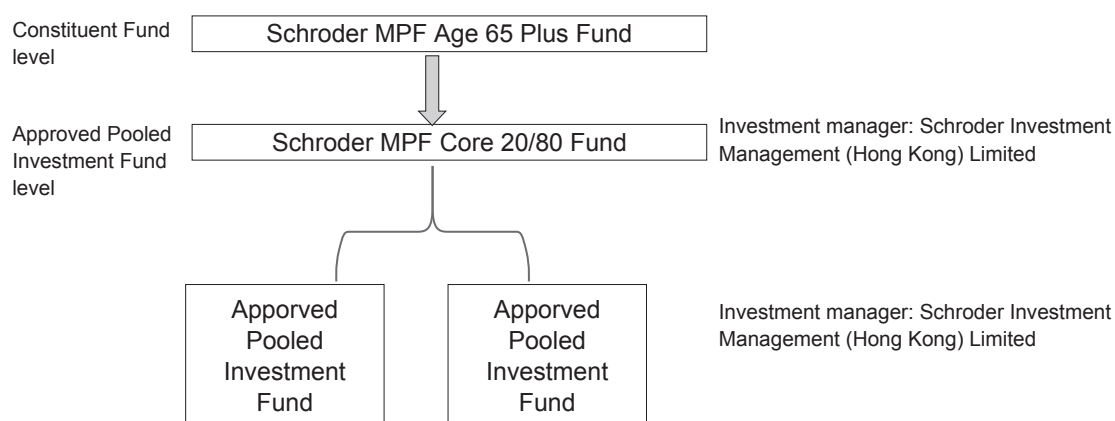 Constituent Fund
level
Schroder MPF Age 65 Plus Fund
Approved Pooled
Investment Fund
level
Schroder MPF Core 20/80 Fund
Investment manager: Schroder Investment
Management (Hong Kong) Limited
Apporved
Pooled
Investment
Fund
Apporved
Pooled
Investment
Fund
Investment manager: Schroder Investment
Management (Hong Kong) Limited